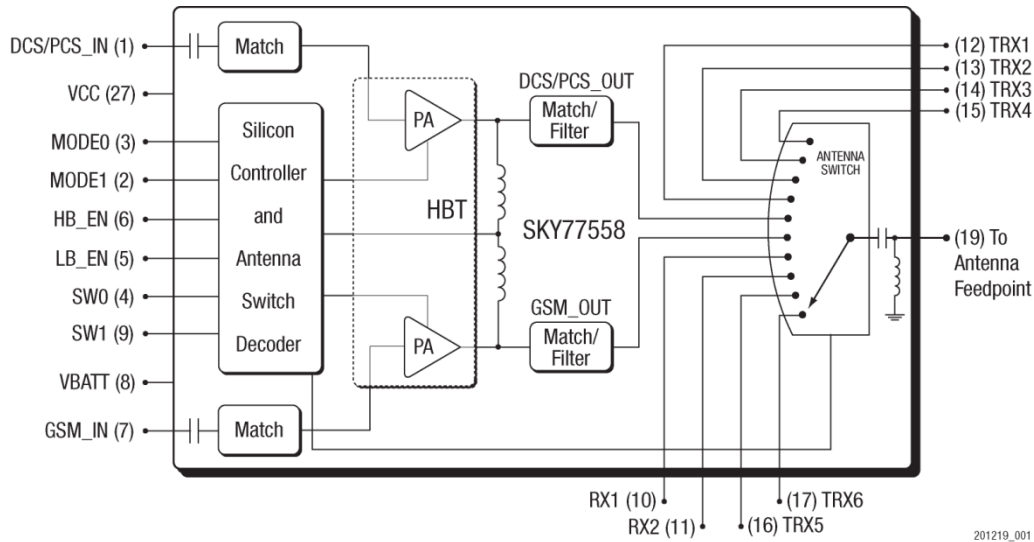 DCS/PCS_IN (1)
VCC (27)
MODE0 (3)
MODE1 (2)
HB_EN (6)
LB_EN (5)
SW0 (4)
SW1 (9)
VBATT (8)
GSM_IN (7)
Match
Silicon
Controller
and
Antenna
Switch
Decoder
Match
PA
HBT
PA
DCS/PCS_OUT
Match/
Filter
SKY77558
GSM_OUT
Match/
Filter
ANTENNA
SWITCH
(12) TRX1
(13) TRX2
(14) TRX3
(15) TRX4
(19) To
Antenna
Feedpoint
RX1 (10)
RX2 (11)
(16) TRX5
(17) TRX6
201219_001